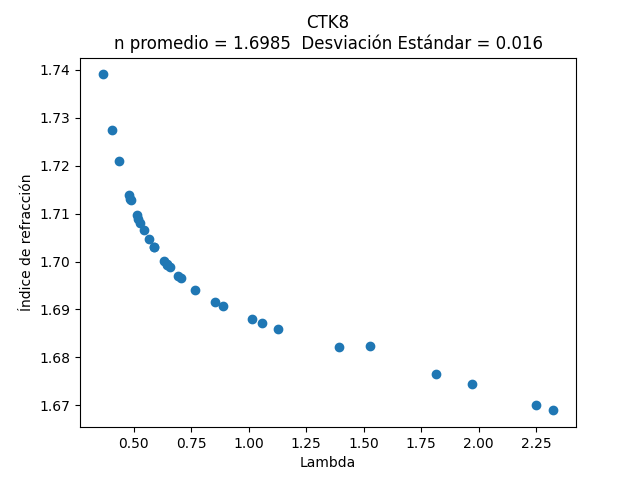 CTK8
n promedio = 1.6985  Desviación Estándar = 0.016
Índice de refracción
1.74
1.73
1.72
1.71
1.70
1.69
1.68
1.67
0.50 0.75 1.00 1.25 1.50 1.75 2.00 2.25
Lambda